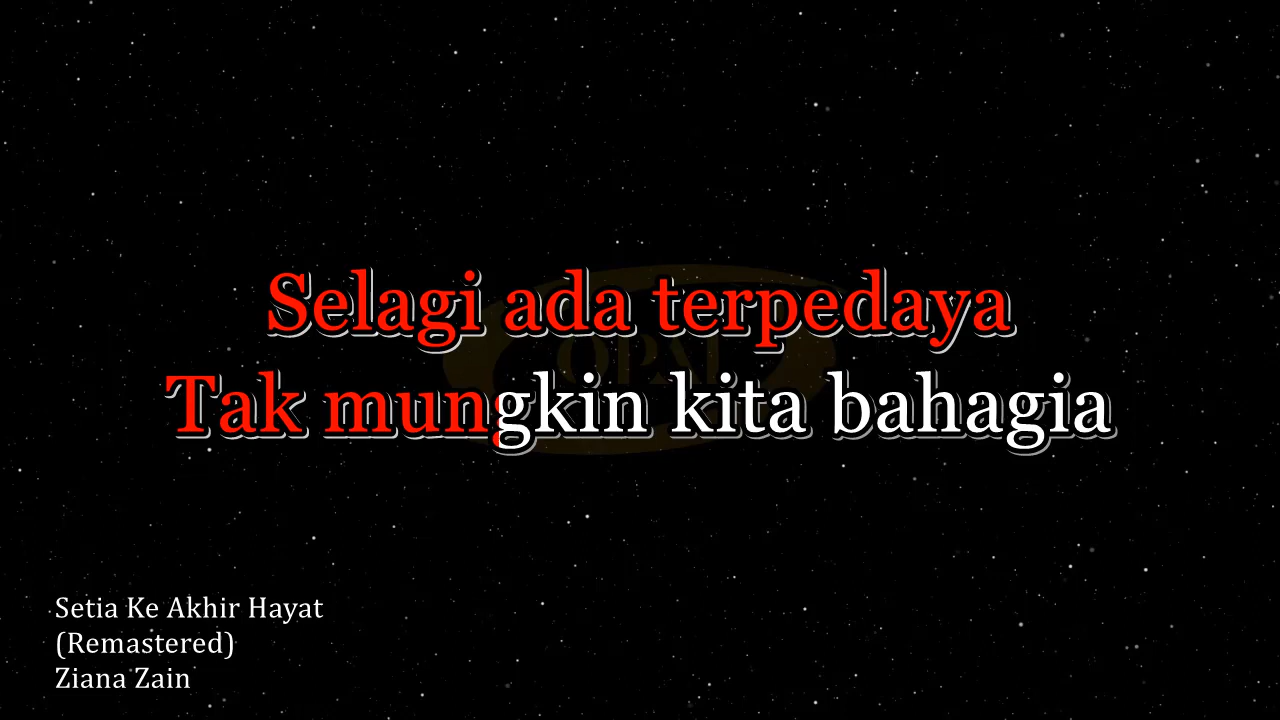 Selagi ada terpedaya
Tak mungkin kita bahagia
Setia Ke Akhir Hayat
(Remastered)
Ziana Zain